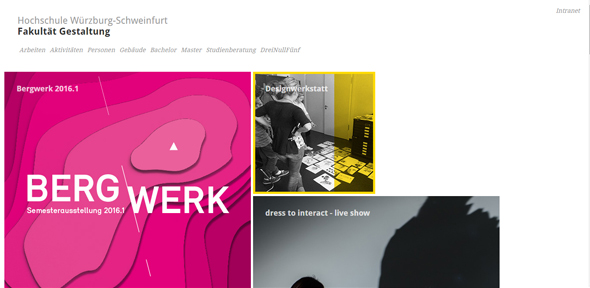 Intranet
Hochschule Würzburg-Schweinfurt
Fakultät Gestaltung
Arbeiten Aktivitäten Personen Gebäude Bachelor Master Studienberatung DreiNullFünf
Bergwerk 2016.1
Designwerkstatt
BERG
WERK
Semesterausstellung 2016.1
dress to interact - live show